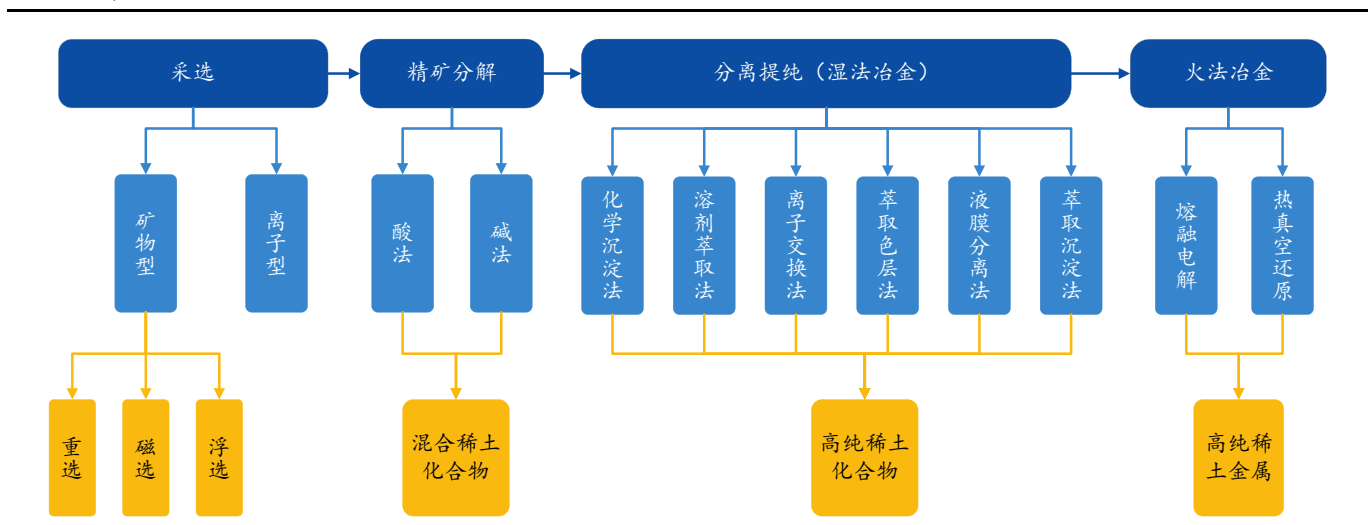 采选
精矿分解
分离提纯（湿法冶金）
火法冶金
矿物型
离子型
酸法
碱法
化学沉淀法
溶剂萃取法
离子交换法
萃取色层法
液膜分离法
萃取沉淀法
熔融电解
热真空还原
重选
磁选
浮选
混合稀土
化合物
高纯稀土
化合物
高纯稀
土金属